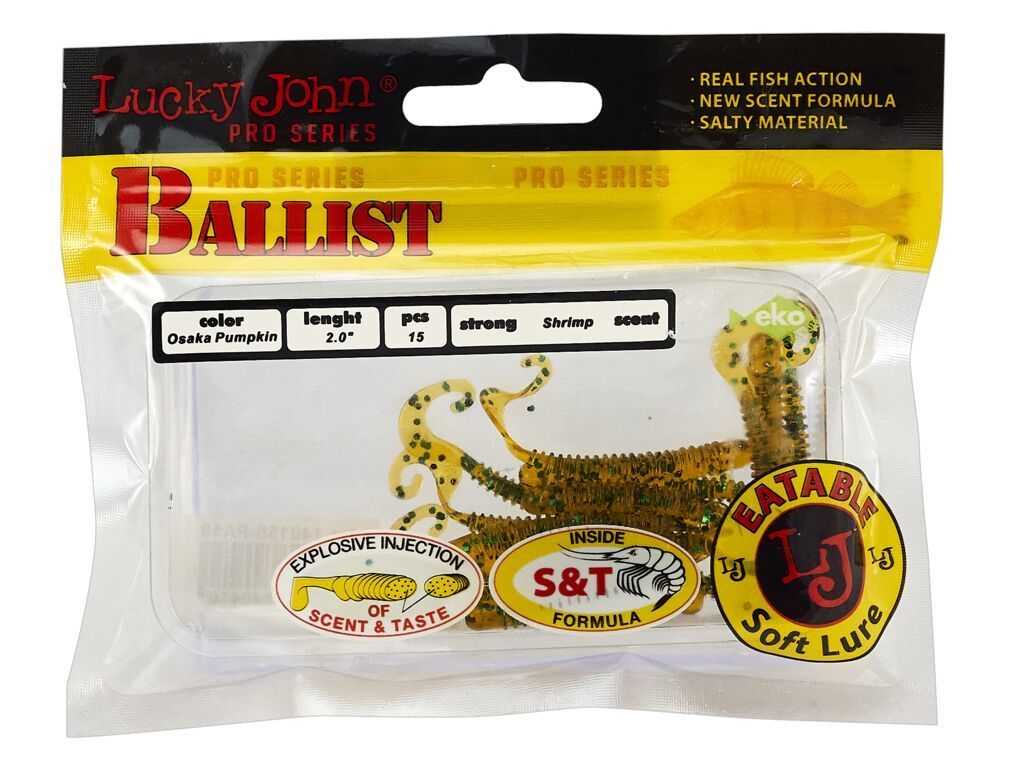 Lucky John®
PRO SERIES
· REAL FISH ACTION
· NEW SCENT FORMULA
· SALTY MATERIAL
PRO SERIES
PRO SERIES
BALLIST
color
Osaka Pumpkin
lenght
2.0"
pcs
15
strong Shrimp scent
eko
EXPLOSIVE INJECTION
OF
SCENT & TASTE
INSIDE
S&T
FORMULA
EATABLE
LJ
LJ
LJ
Soft Lure
140155-PA19